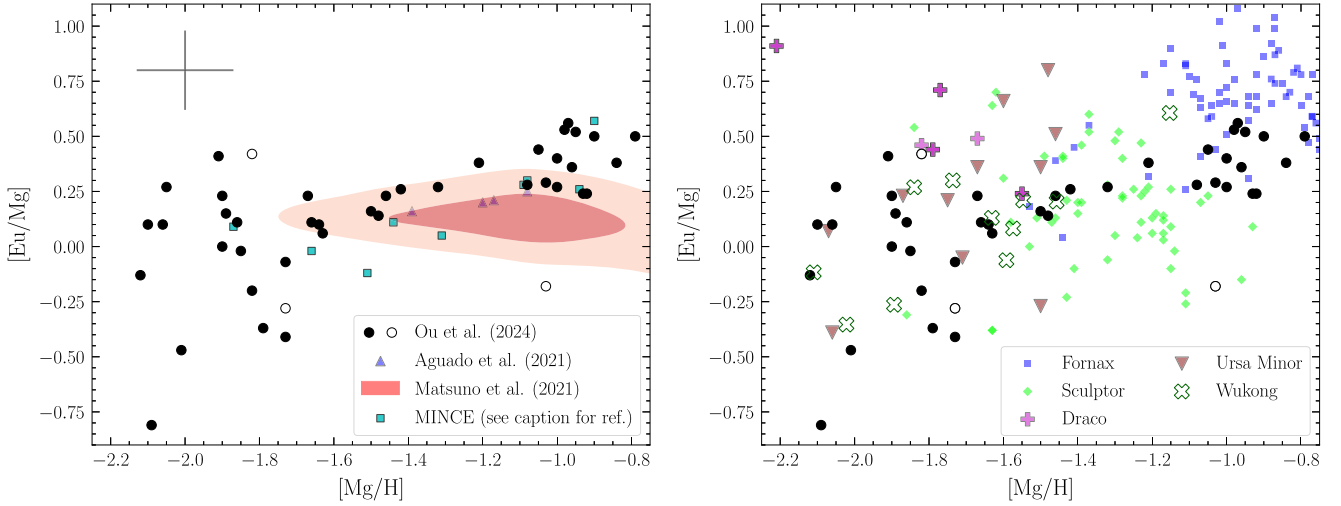 1.00
0.75
0.50
0.25
0.00
−0.25
−0.50
−0.75
[Eu/Mg]
−2.2
−2.0
−1.8
−1.6
−1.4
−1.2
−1.0
−0.8
[Mg/H]
Ou et al. (2024)
Aguado et al. (2021)
Matsuno et al. (2021)
MINCE (see caption for ref.)
1.00
0.75
0.50
0.25
0.00
−0.25
−0.50
−0.75
[Eu/Mg]
−2.2
−2.0
−1.8
−1.6
−1.4
−1.2
−1.0
−0.8
[Mg/H]
Fornax
Sculptor
Draco
Ursa Minor
Wukong